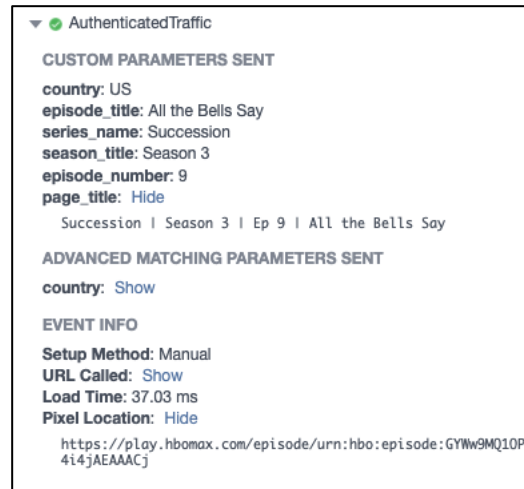 AuthenticatedTraffic
CUSTOM PARAMETERS SENT
country: US
episode_title: All the Bells Say
series_name: Succession
season_title: Season 3
episode_number: 9
page_title: Hide
Succession | Season 3 | Ep 9 | All the Bells Say
ADVANCED MATCHING PARAMETERS SENT
country: Show
EVENT INFO
Setup Method: Manual
URL Called: Show
Load Time: 37.03 ms
Pixel Location: Hide
https://play.hbomax.com/episode/urn:hbo:episode:GYWw9MQ1OP
4i4jAEAAACj